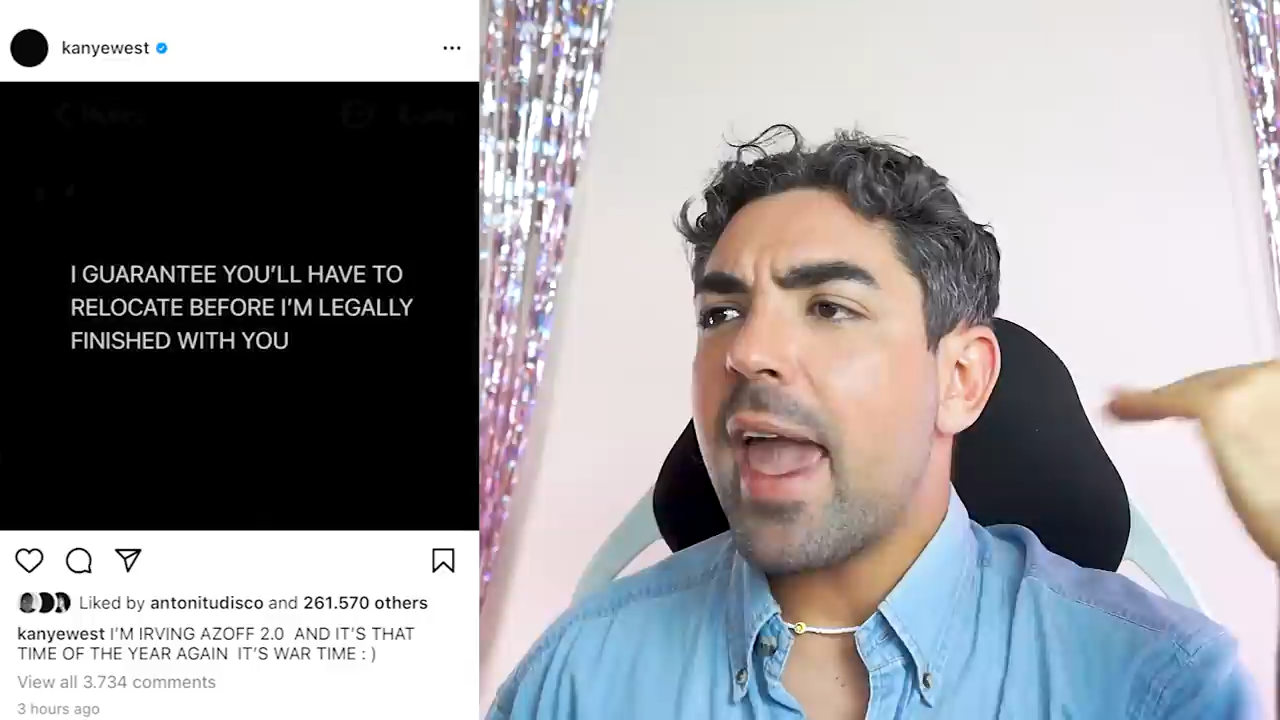 kanyewest
I GUARANTEE YOU'LL HAVE TO
RELOCATE BEFORE I'M LEGALLY
FINISHED WITH YOU
Liked by antonitudisco and 261.570 others
kanyewest I'M IRVING AZOFF 2.0 AND IT'S THAT
TIME OF THE YEAR AGAIN IT'S WAR TIME : )
View all 3.734 comments
3 hours ago